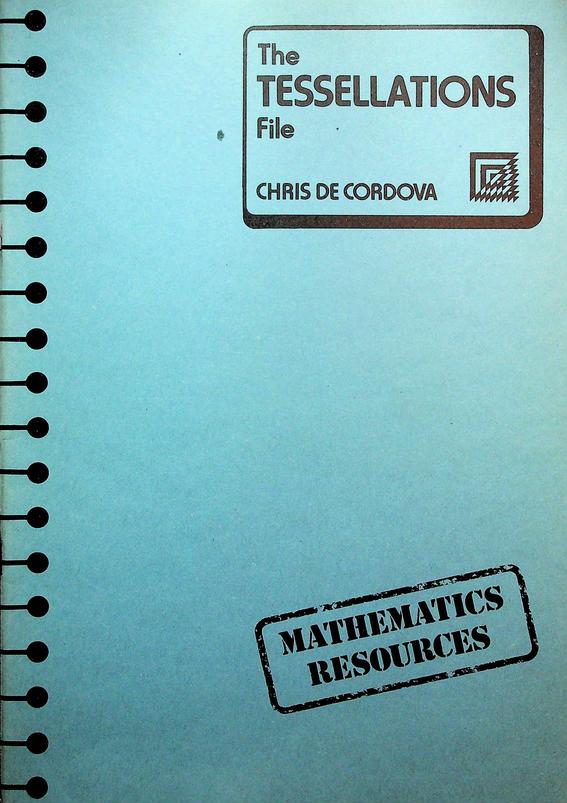 The
TESSELLATIONS
File
CHRIS DE CORDOVA
MATHEMATICS
RESOURCES